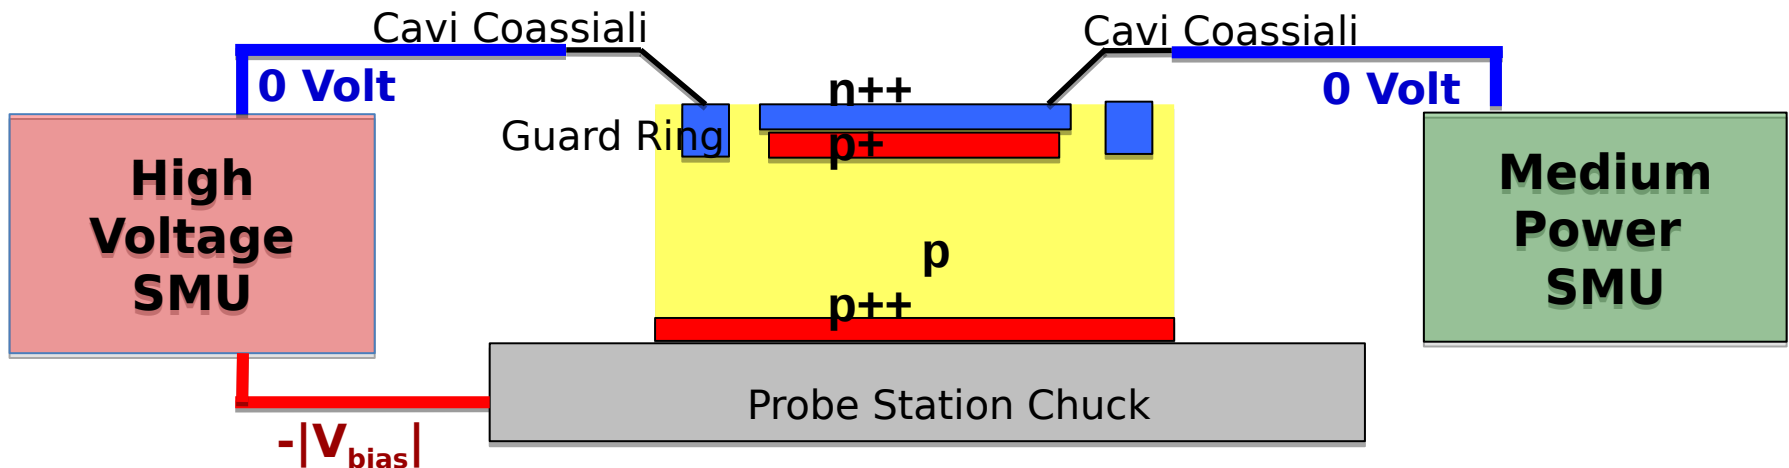 Cavi Coassiali
Cavi Coassiali
0 Volt
n++
0 Volt
Guard Ring
p+
High
Voltage
SMU
Medium
Power
SMU
p
p++
Probe Station Chuck
-|Vbias|